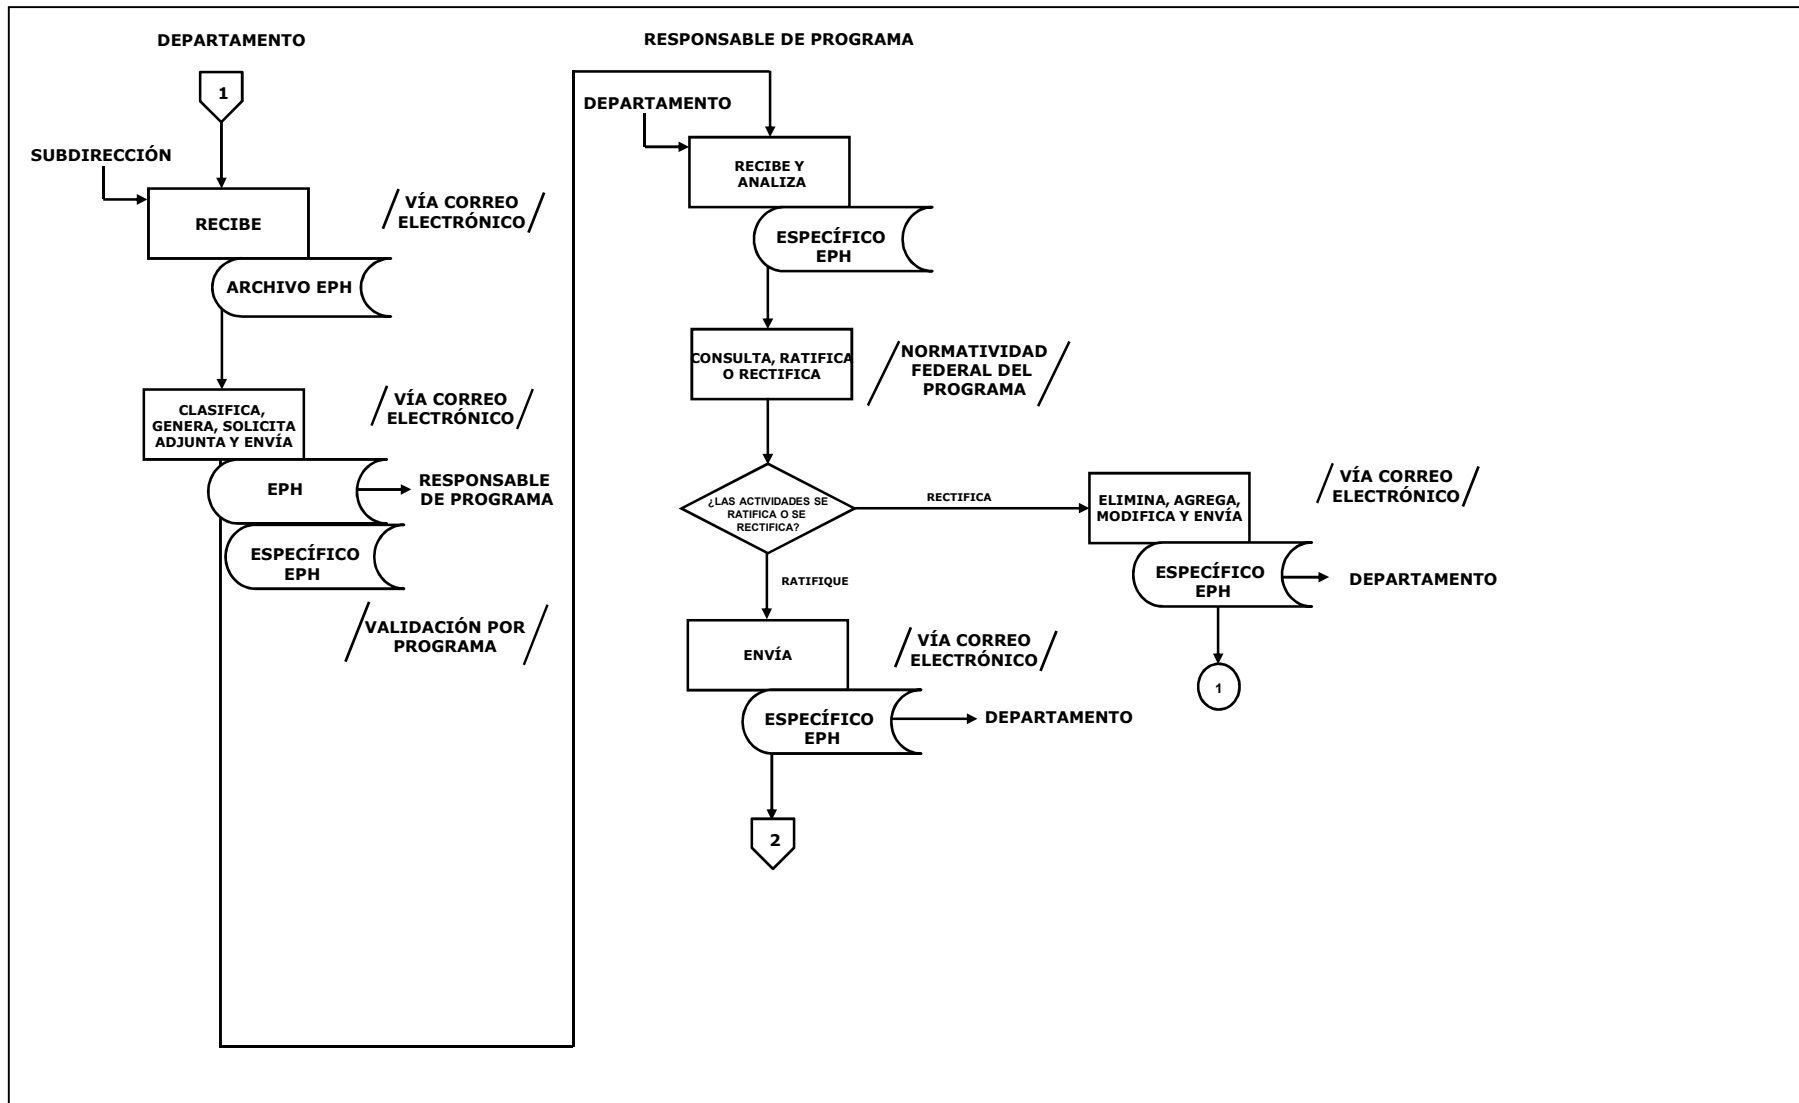 DEPARTAMENTO
1
SUBDIRECCIÓN
RECIBE
VÍA CORREO
ELECTRÓNICO
ARCHIVO EPH
CLASIFICA,
GENERA, SOLICITA
ADJUNTA Y ENVÍA
VÍA CORREO
ELECTRÓNICO
EPH
RESPONSABLE
DE PROGRAMA
ESPECÍFICO
EPH
VALIDACIÓN POR
PROGRAMA
RESPONSABLE DE PROGRAMA
DEPARTAMENTO
RECIBE Y
ANALIZA
ESPECÍFICO
EPH
CONSULTA, RATIFICA
O RECTIFICA
NORMATIVIDAD
FEDERAL DEL
PROGRAMA
¿LAS ACTIVIDADES SE
RATIFICA O SE
RECTIFICA?
RECTIFICA
ELIMINA, AGREGA,
MODIFICA Y ENVÍA
VÍA CORREO
ELECTRÓNICO
ESPECÍFICO
EPH
DEPARTAMENTO
1
RATIFIQUE
ENVÍA
VÍA CORREO
ELECTRÓNICO
ESPECÍFICO
EPH
DEPARTAMENTO
2